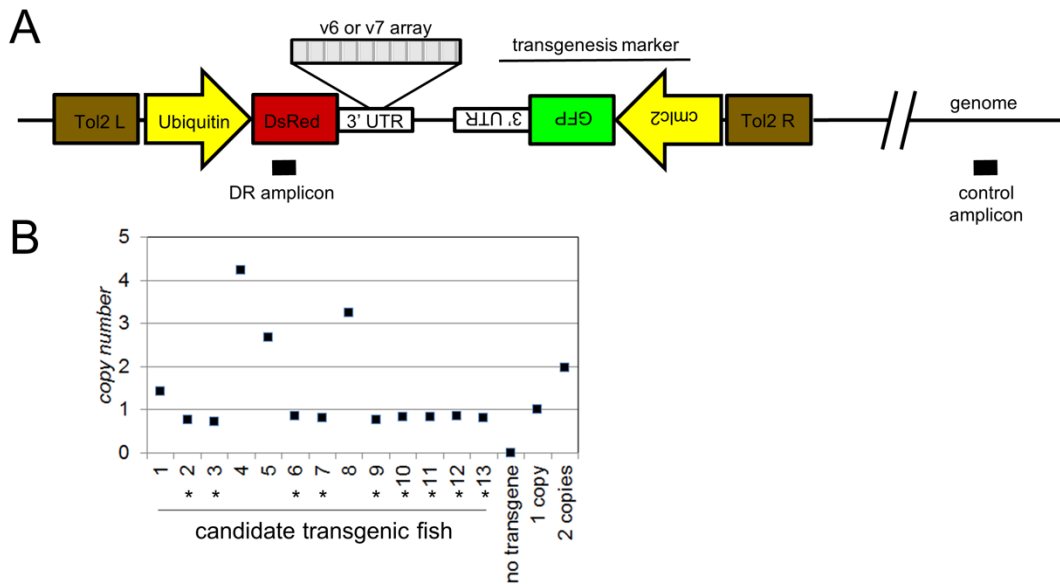 A
v6 or v7 array
transgenesis marker
genome
Tol2 L
Ubiquitin
DsRed
3' UTR
3' UTR
GFP
cmlc2
Tol2 R
DR amplicon
control
amplicon
B
copy number
5
4
3
2
1
0
1
* 2
* 3
4
5
* 6
* 7
8
* 9
* 10
* 11
* 12
* 13
no transgene
1 copy
2 copies
candidate transgenic fish